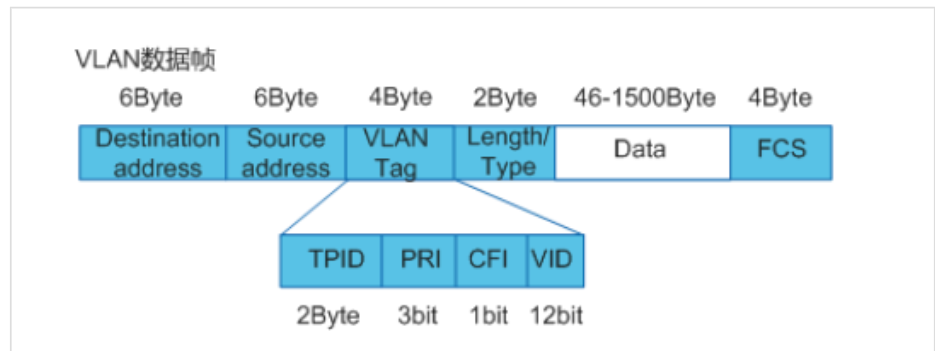 VLAN数据帧
6Byte 6Byte 4Byte 2Byte 46-1500Byte 4Byte
Destination address Source address VLAN Tag Length/Type Data FCS
TPID PRI CFI VID
2Byte 3bit 1bit 12bit